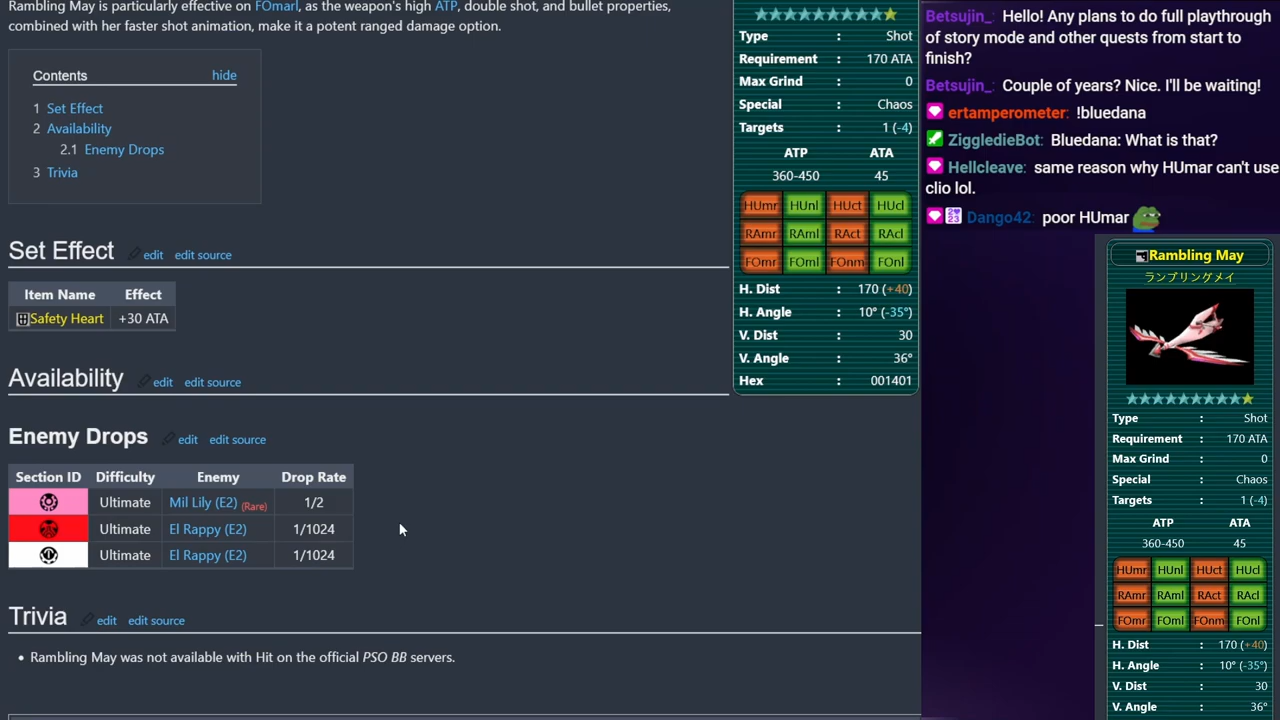 Rambling May is particularly effective on FOmarl, as the weapon's high ATP, double shot, and bullet properties,
combined with her faster shot animation, make it a potent ranged damage option.
Contents hide
1 Set Effect
2 Availability
2.1 Enemy Drops
3 Trivia
Set Effect edit edit source
Item Name Effect
Safety Heart +30 ATA
Availability edit edit source
Enemy Drops edit edit source
Section ID Difficulty Enemy Drop Rate
Ultimate Mil Lily (E2) (Rare) 1/2
Ultimate El Rappy (E2) 1/1024
Ultimate El Rappy (E2) 1/1024
Trivia edit edit source
Rambling May was not available with Hit on the official PSO BB servers.
Type : Shot
Requirement : 170 ATA
Max Grind : 0
Special : Chaos
Targets : 1 (-4)
ATP ATA
360-450 45
HUmr HUnl HUct HUcl
RAmr RAml RAct RAcl
FOmr FOml FOnm FOnl
H. Dist : 170 (+40)
H. Angle : 10° (-35°)
V. Dist : 30
V. Angle : 36°
Hex : 001401
Betsujin_: Hello! Any plans to do full playthrough
of story mode and other quests from start to
finish?
Betsujin_: Couple of years? Nice. I'll be waiting!
ertamperometer: !bluedana
ZiggledieBot: Bluedana: What is that?
Hellcleave: same reason why HUmar can't use
clio lol.
Dango42: poor HUmar
Rambling May
ランブリングメイ
Type : Shot
Requirement : 170 ATA
Max Grind : 0
Special : Chaos
Targets : 1 (-4)
ATP ATA
360-450 45
HUmr HUnl HUct HUcl
RAmr RAml RAct RAcl
FOmr FOml FOnm FOnl
H. Dist : 170 (+40)
H. Angle : 10° (-35°)
V. Dist : 30
V. Angle : 36°